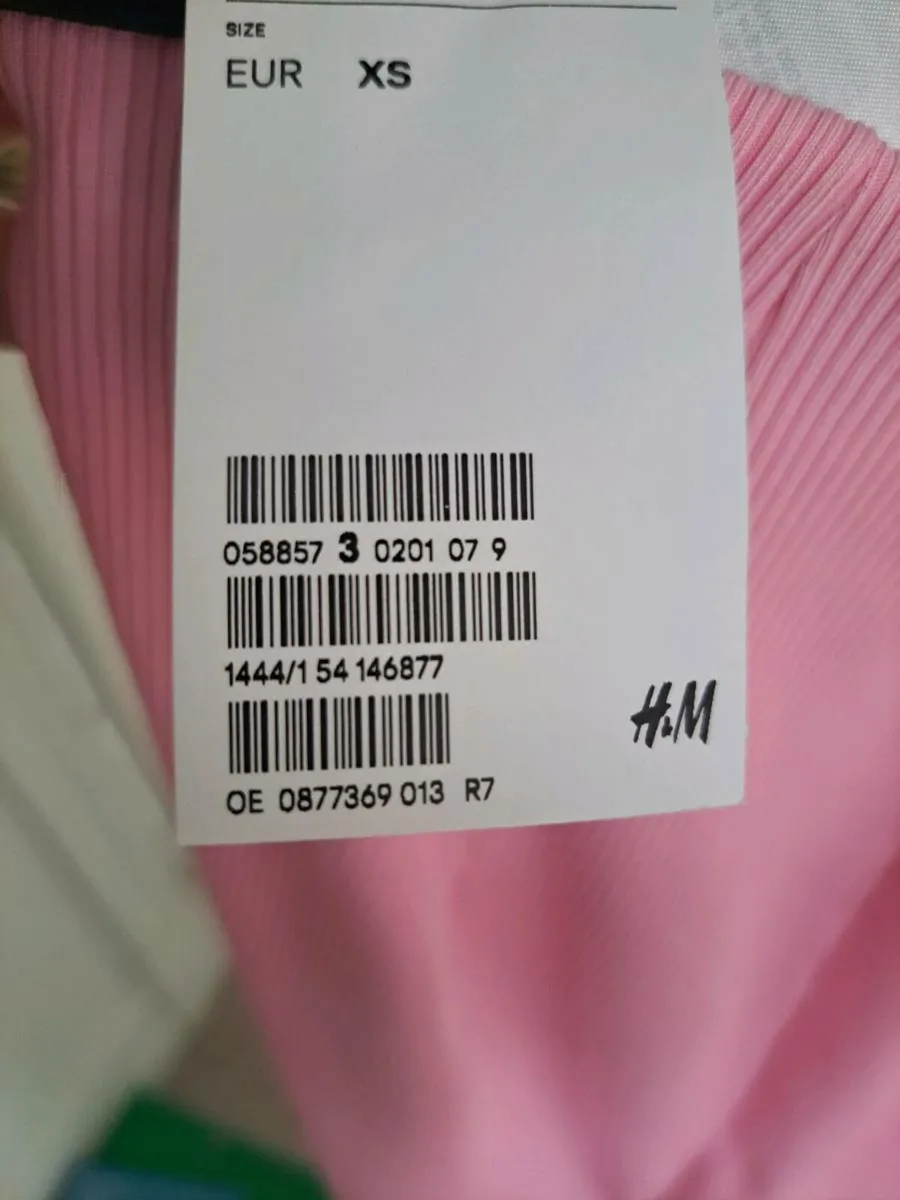 SIZE
EUR XS
058857 3 0201 07 9
1444/1 54 146877
H&M
OE 0877369 013 R7